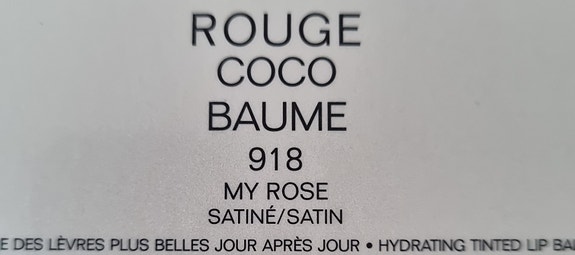 ROUGE
COCO
BAUME
918
MY ROSE
SATINÉ/SATIN
DES LÈVRES PLUS BELLES JOUR APRÈS JOUR • HYDRATING TINTED LIP